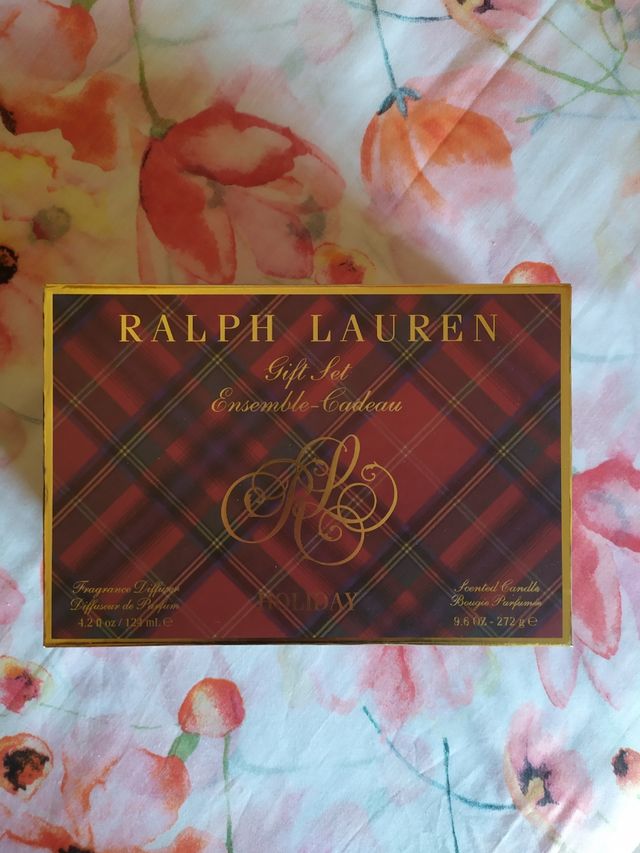 RALPH LAUREN
Gift Set
Ensemble-Cadeau
RL
HOLIDAY
Fragrance Diffuser
Diffuseur de Parfum
4.2 fl oz / 124 mL ℮
Scented Candle
Bougie Parfumée
9.6 OZ - 272 g ℮